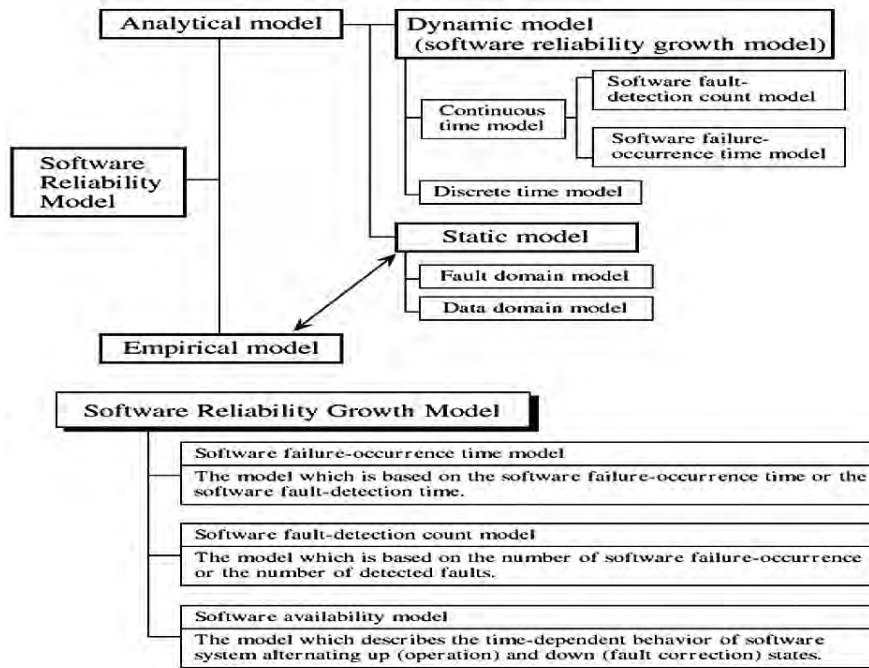 Analytical model
Dynamic model
(software reliability growth model)
Software fault-
detection count model
Continuous
time model
Software failure-
occurrence time model
Software
Reliability
Model
Discrete time model
Static model
Fault domain model
Data domain model
Empirical model
Software Reliability Growth Model
Software failure-occurrence time model
The model which is based on the software failure-occurrence time or the
software fault-detection time.
Software fault-detection count model
The model which is based on the number of software failure-occurrence
or the number of detected faults.
Software availability model
The model which describes the time-dependent behavior of software
system alternating up (operation) and down (fault correction) states.